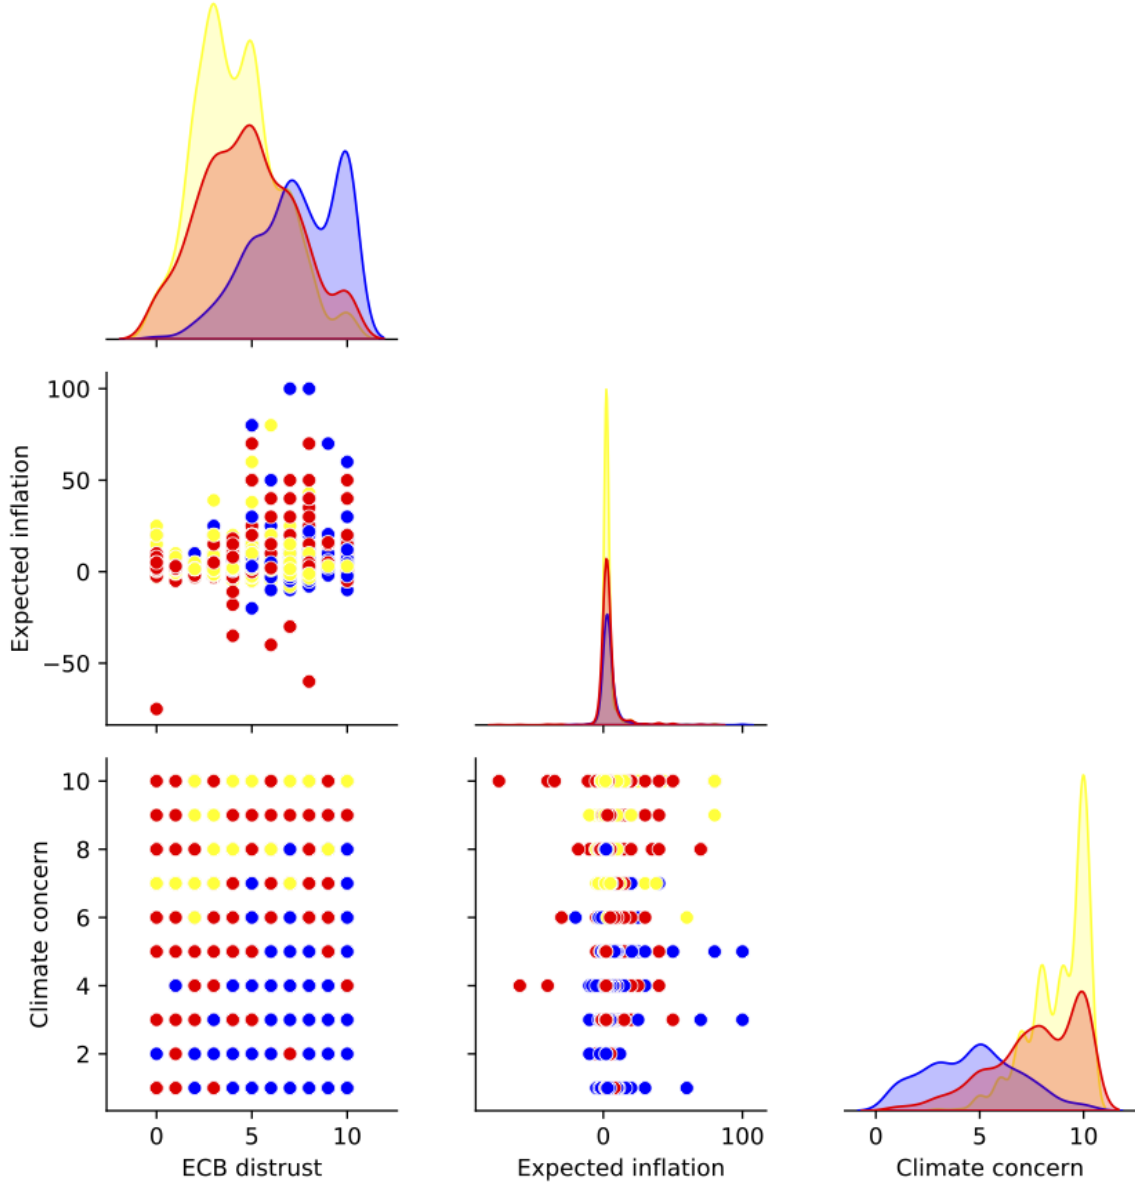 100
50
0
−50
Expected inflation
10
8
6
4
2
Climate concern
0 5 10
ECB distrust
0 100
Expected inflation
0 5 10
Climate concern